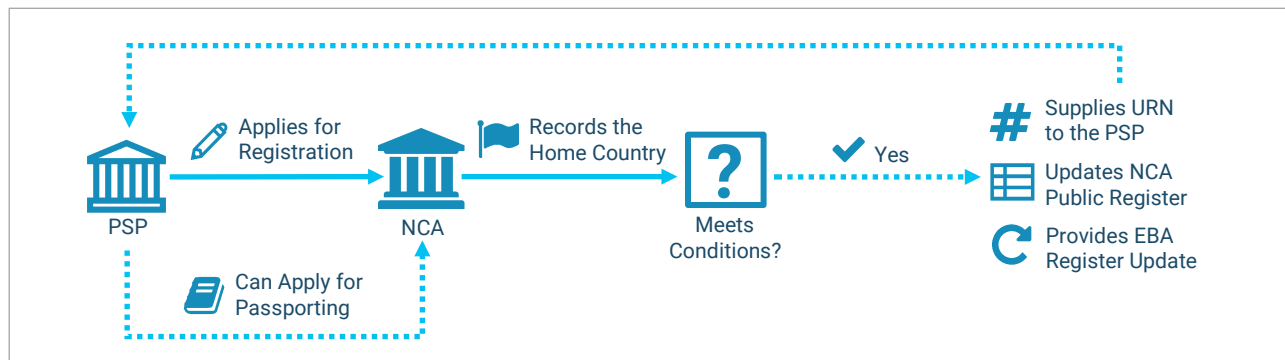 Applies for
Registration
Records the
Home Country
?
Yes
# Supplies URN
to the PSP
Updates NCA
Public Register
Provides EBA
Register Update
PSP
NCA
Meets
Conditions?
Can Apply for
Passporting